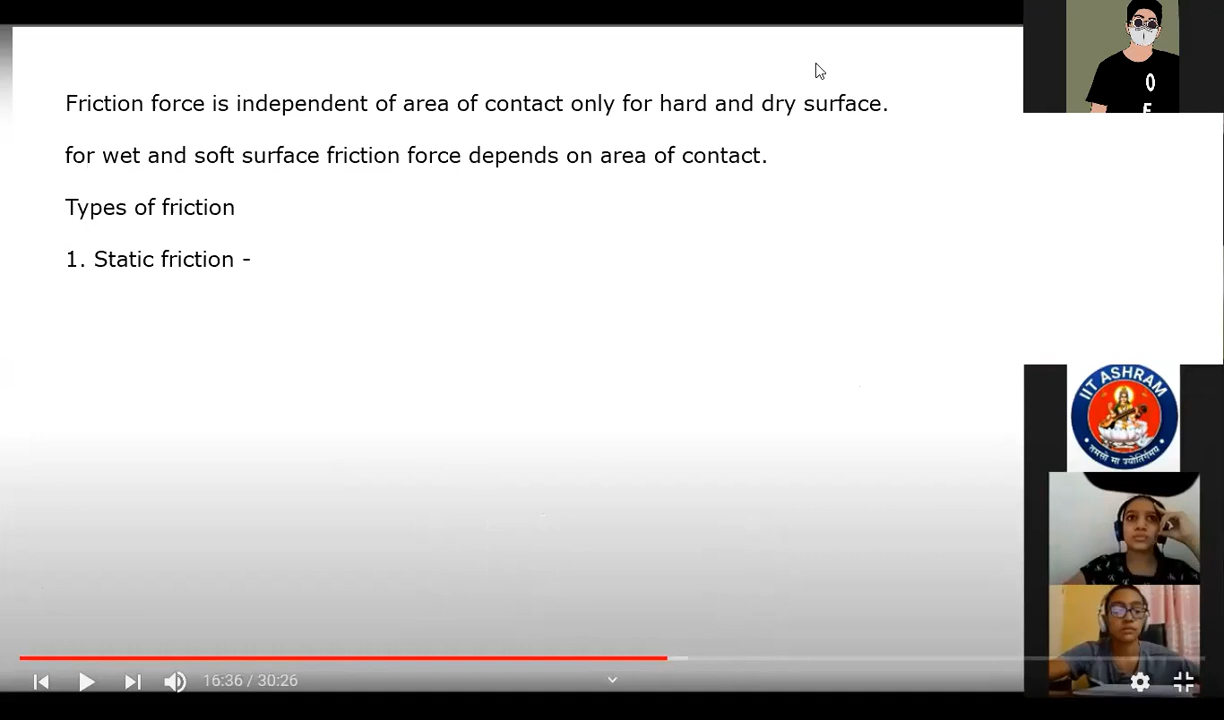 Friction force is independent of area of contact only for hard and dry surface.
for wet and soft surface friction force depends on area of contact.
Types of friction
1. Static friction -
IIT ASHRAM
तमसो मा ज्योतिर्गमय
16:36 / 30:26